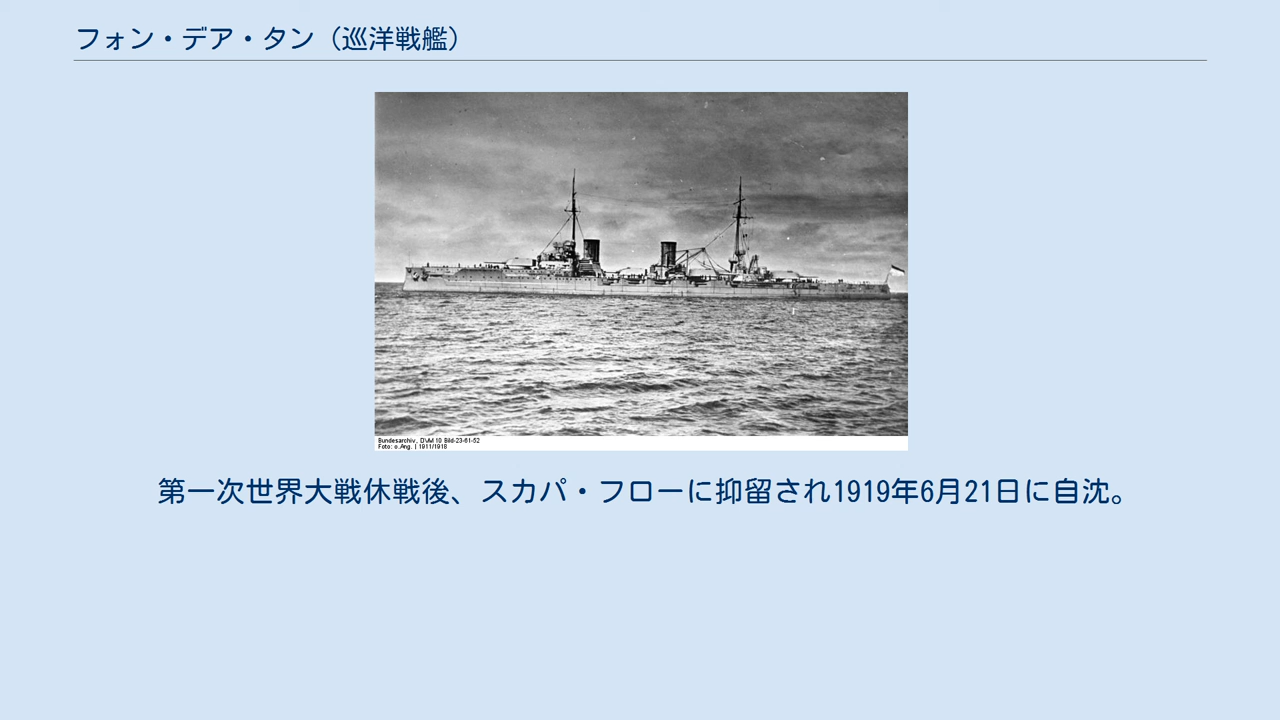 フォン・デア・タン（巡洋戦艦）
Bundesarchiv, DVM 10 Bild-23-61-52
Foto: o.Ang. | 1911/1918
第一次世界大戦休戦後、スカパ・フローに抑留され1919年6月21日に自沈。